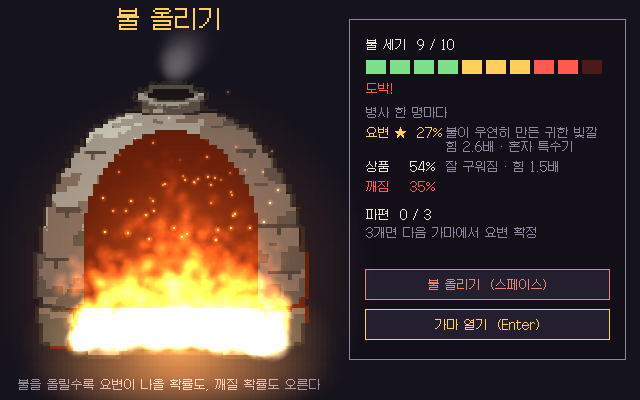 불 올리기
불 세기 9 / 10
도박!
병사 한 명마다
요변 ★ 27% 불이 우연히 만든 귀한 빛깔
힘 2.6배 · 혼자 특수기
상품 54% 잘 구워짐 · 힘 1.5배
깨짐 35%
파편 0 / 3
3개면 다음 가마에서 요변 확정
불 올리기 (스페이스)
가마 열기 (Enter)
불을 올릴수록 요변이 나올 확률도, 깨질 확률도 오른다